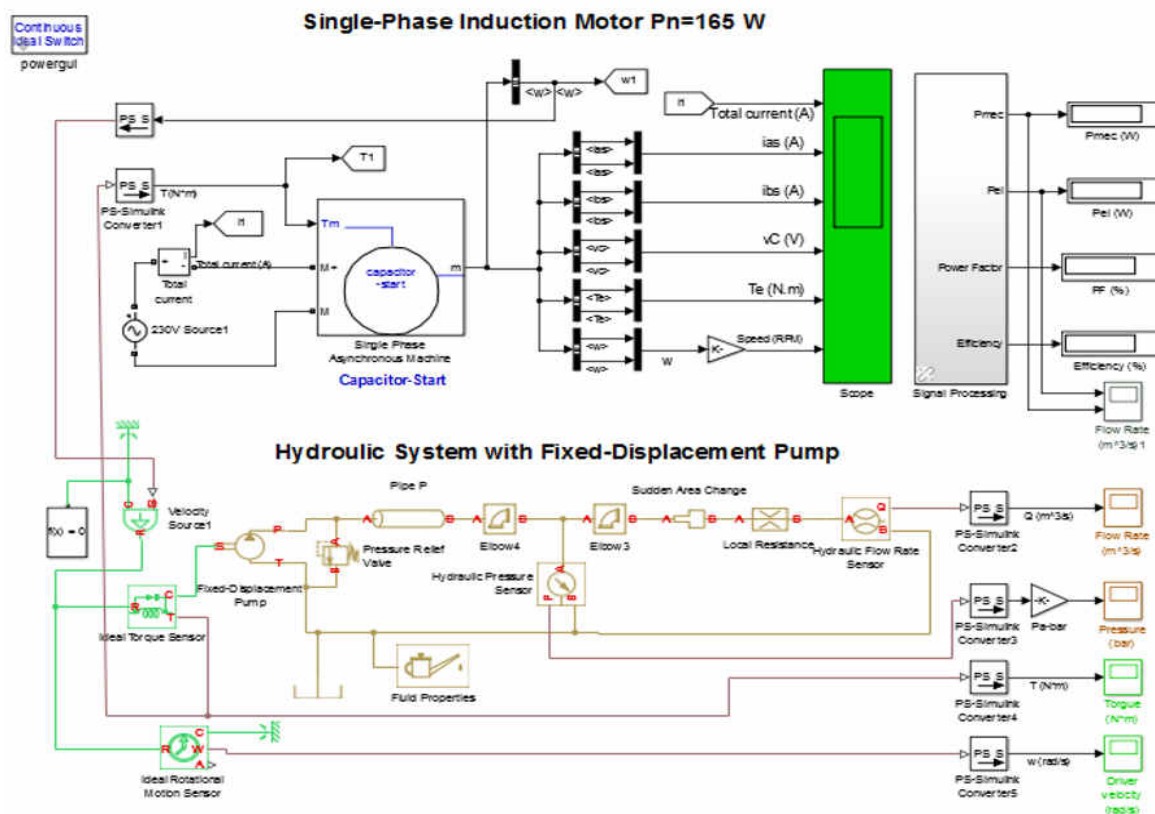 Single-Phase Induction Motor Pn=165 W
Continuous
Ideal Switch
powergui
<w> <w>
w1
I1
Total current (A)
PS S
T1
PS S
T(N*m)
PS-Simulink
Converter1
I1
Total current (A)
Total
current
230V Source1
Tm
M+
M
capacitor
-start
m
Single Phase
Asynchronous Machine
Capacitor-Start
<ias>
<ias>
ias (A)
<ibs>
<ibs>
ibs (A)
<vc>
<vc>
vC (V)
<Te>
<Te>
Te (N.m)
<w>
<w>
W
K-
Speed (RPM)
Scope
Pmec
Pel
Power Factor
Efficiency
Signal Processing
Pmec (W)
Pel (W)
PF (%)
Efficiency (%)
Flow Rate
(m^3/s)1
Hydraulic System with Fixed-Displacement Pump
f(x) = 0
C
S
R
Velocity
Source1
S
P
T
Fixed-Displacement
Pump
A
B
Pressure Relief
Valve
Pipe P
A
B
A
B
Elbow4
A
B
Elbow3
Sudden Area Change
A
B
A
B
Local Resistance
A
Q
B
Hydraulic Flow Rate
Sensor
Hydraulic Pressure
Sensor
A
P
B
R
C
T
Ideal Torque Sensor
Fluid Properties
R
C
W
A
Ideal Rotational
Motion Sensor
PS S
Q (m^3/s)
PS-Simulink
Converter2
Flow Rate
(m^3/s)
PS S
PS-Simulink
Converter3
-K-
Pa-bar
Pressure
(bar)
PS S
T (N*m)
PS-Simulink
Converter4
Torgue
(N*m)
PS S
w (rad/s)
PS-Simulink
Converter5
Driver
velocity
(rad/s)